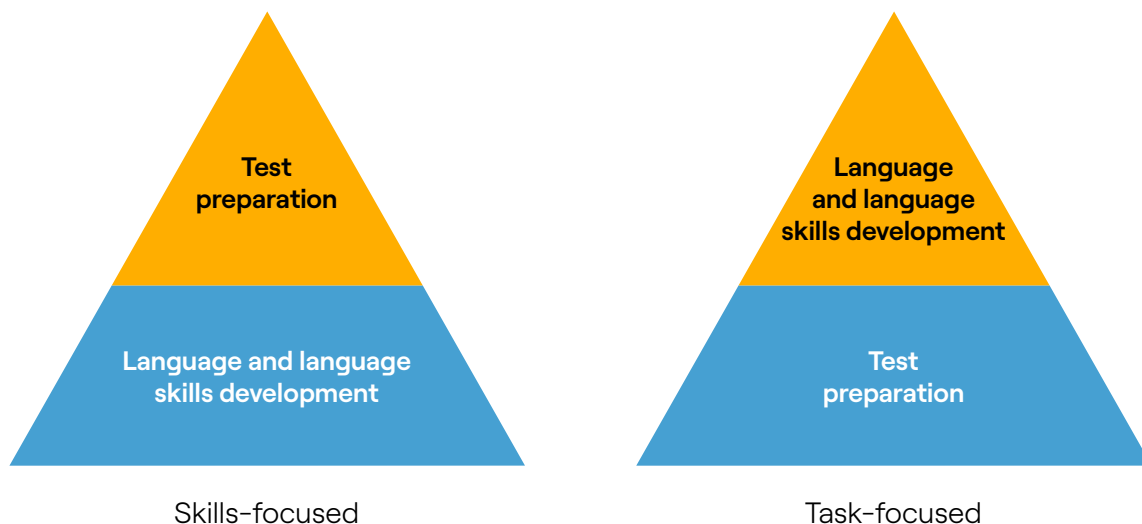 Test
preparation
Language and language
skills development
Skills-focused
Language
and language
skills development
Test
preparation
Task-focused